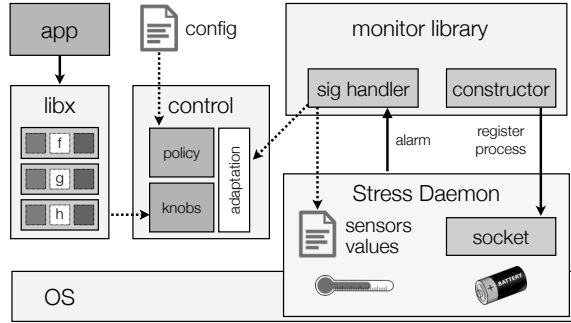 app
config
monitor library
libx
control
sig handler
constructor
f
g
h
policy
knobs
adaptation
alarm
register
process
Stress Daemon
sensors
values
socket
OS
+
BATTERY